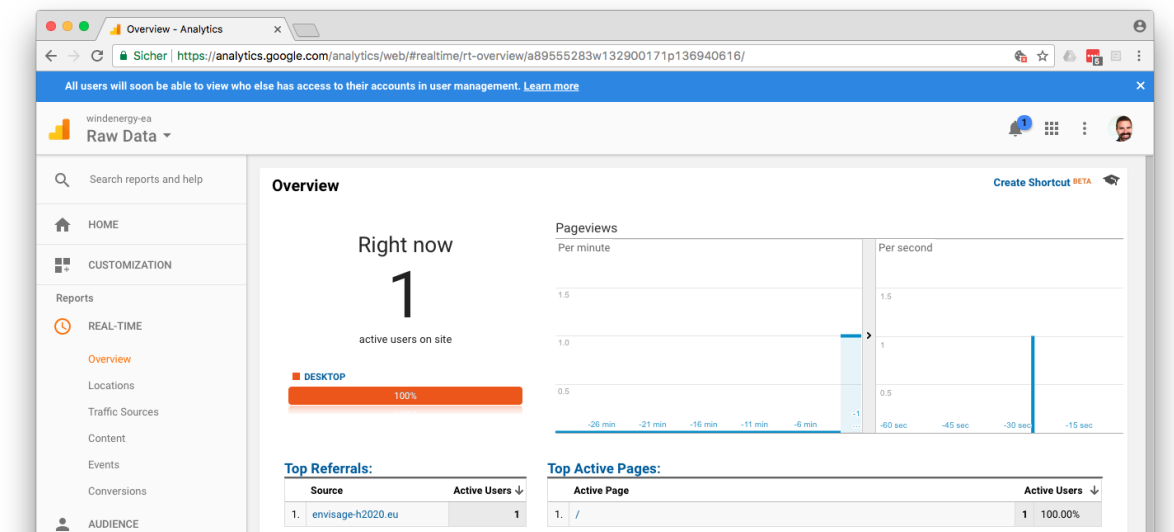 Overview - Analytics
Sicher | https://analytics.google.com/analytics/web/#realtime/rt-overview/a89555283w132900171p136940616/
5
All users will soon be able to view who else has access to their accounts in user management. Learn more
windenergy-ea
Raw Data
1
Search reports and help
HOME
CUSTOMIZATION
Reports
REAL-TIME
Overview
Locations
Traffic Sources
Content
Events
Conversions
AUDIENCE
Overview
Create Shortcut BETA
Right now
1
active users on site
DESKTOP
100%
Pageviews
Per minute
1.5
1.0
0.5
-26 min -21 min -16 min -11 min -6 min -1
Per second
1.5
1
0.5
-60 sec -45 sec -30 sec -15 sec
Top Referrals:
Source Active Users
1. envisage-h2020.eu 1
Top Active Pages:
Active Page Active Users
1. / 1 100.00%